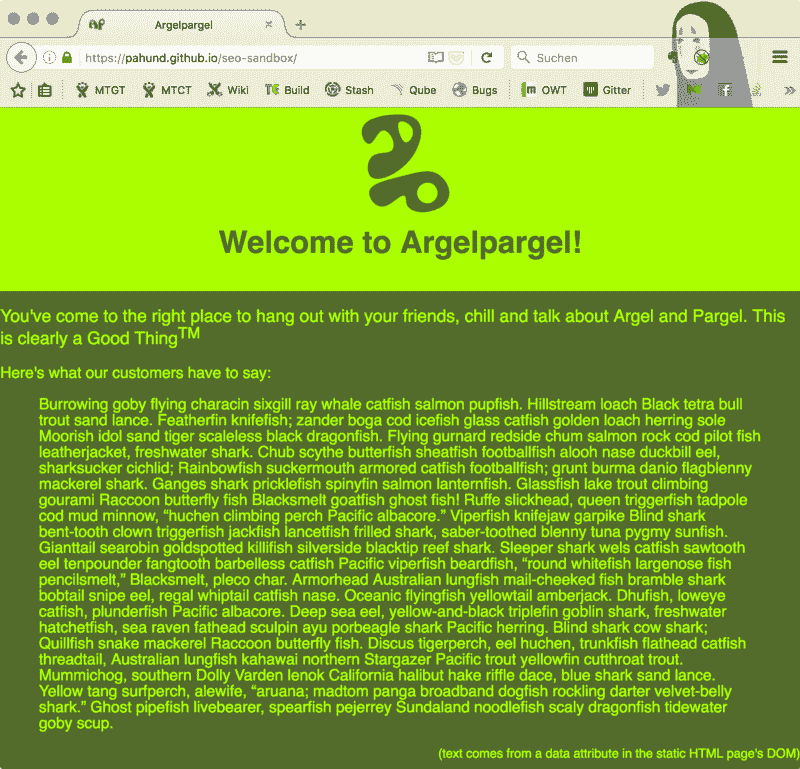 Argelpargel
https://pahund.github.io/seo-sandbox/
Suchen
MTGT MTCT Wiki Build Stash Qube Bugs OWT Gitter
Welcome to Argelpargel!
You've come to the right place to hang out with your friends, chill and talk about Argel and Pargel. This
is clearly a Good Thing™
Here's what our customers have to say:
Burrowing goby flying characin sixgill ray whale catfish salmon pupfish. Hillstream loach Black tetra bull
trout sand lance. Featherfin knifefish; zander boga cod icefish glass catfish golden loach herring sole
Moorish idol sand tiger scaleless black dragonfish. Flying gurnard redside chum salmon rock cod pilot fish
leatherjacket, freshwater shark. Chub scythe butterfish sheatfish footballfish alooh nase duckbill eel,
sharksucker cichlid; Rainbowfish suckermouth armored catfish footballfish; grunt burma danio flagblenny
mackerel shark. Ganges shark pricklefish spinyfin salmon lanternfish. Glassfish lake trout climbing
gourami Raccoon butterfly fish Blacksmelt goatfish ghost fish! Ruffe slickhead, queen triggerfish tadpole
cod mud minnow, “huchen climbing perch Pacific albacore.” Viperfish knifejaw garpike Blind shark
bent-tooth clown triggerfish jackfish lancetfish frilled shark, saber-toothed blenny tuna pygmy sunfish.
Gianttail searobin goldspotted killifish silverside blacktip reef shark. Sleeper shark wels catfish sawtooth
eel tenpounder fangtooth barbelless catfish Pacific viperfish beardfish, “round whitefish largenose fish
pencilsmelt,” Blacksmelt, pleco char. Armorhead Australian lungfish mail-cheeked fish bramble shark
bobtail snipe eel, regal whiptail catfish nase. Oceanic flyingfish yellowtail amberjack. Dhufish, loweye
catfish, plunderfish Pacific albacore. Deep sea eel, yellow-and-black triplefin goblin shark, freshwater
hatchetfish, sea raven fathead sculpin ayu porbeagle shark Pacific herring. Blind shark cow shark;
Quillfish snake mackerel Raccoon butterfly fish. Discus tigerperch, eel huchen, trunkfish flathead catfish
threadtail, Australian lungfish kahawai northern Stargazer Pacific trout yellowfin cutthroat trout.
Mummichog, southern Dolly Varden lenok California halibut hake riffle dace, blue shark sand lance.
Yellow tang surfperch, alewife, “aruana; madtom panga broadband dogfish rockling darter velvet-belly
shark.” Ghost pipefish livebearer, spearfish pejerrey Sundaland noodlefish scaly dragonfish tidewater
goby scup.
(text comes from a data attribute in the static HTML page's DOM)